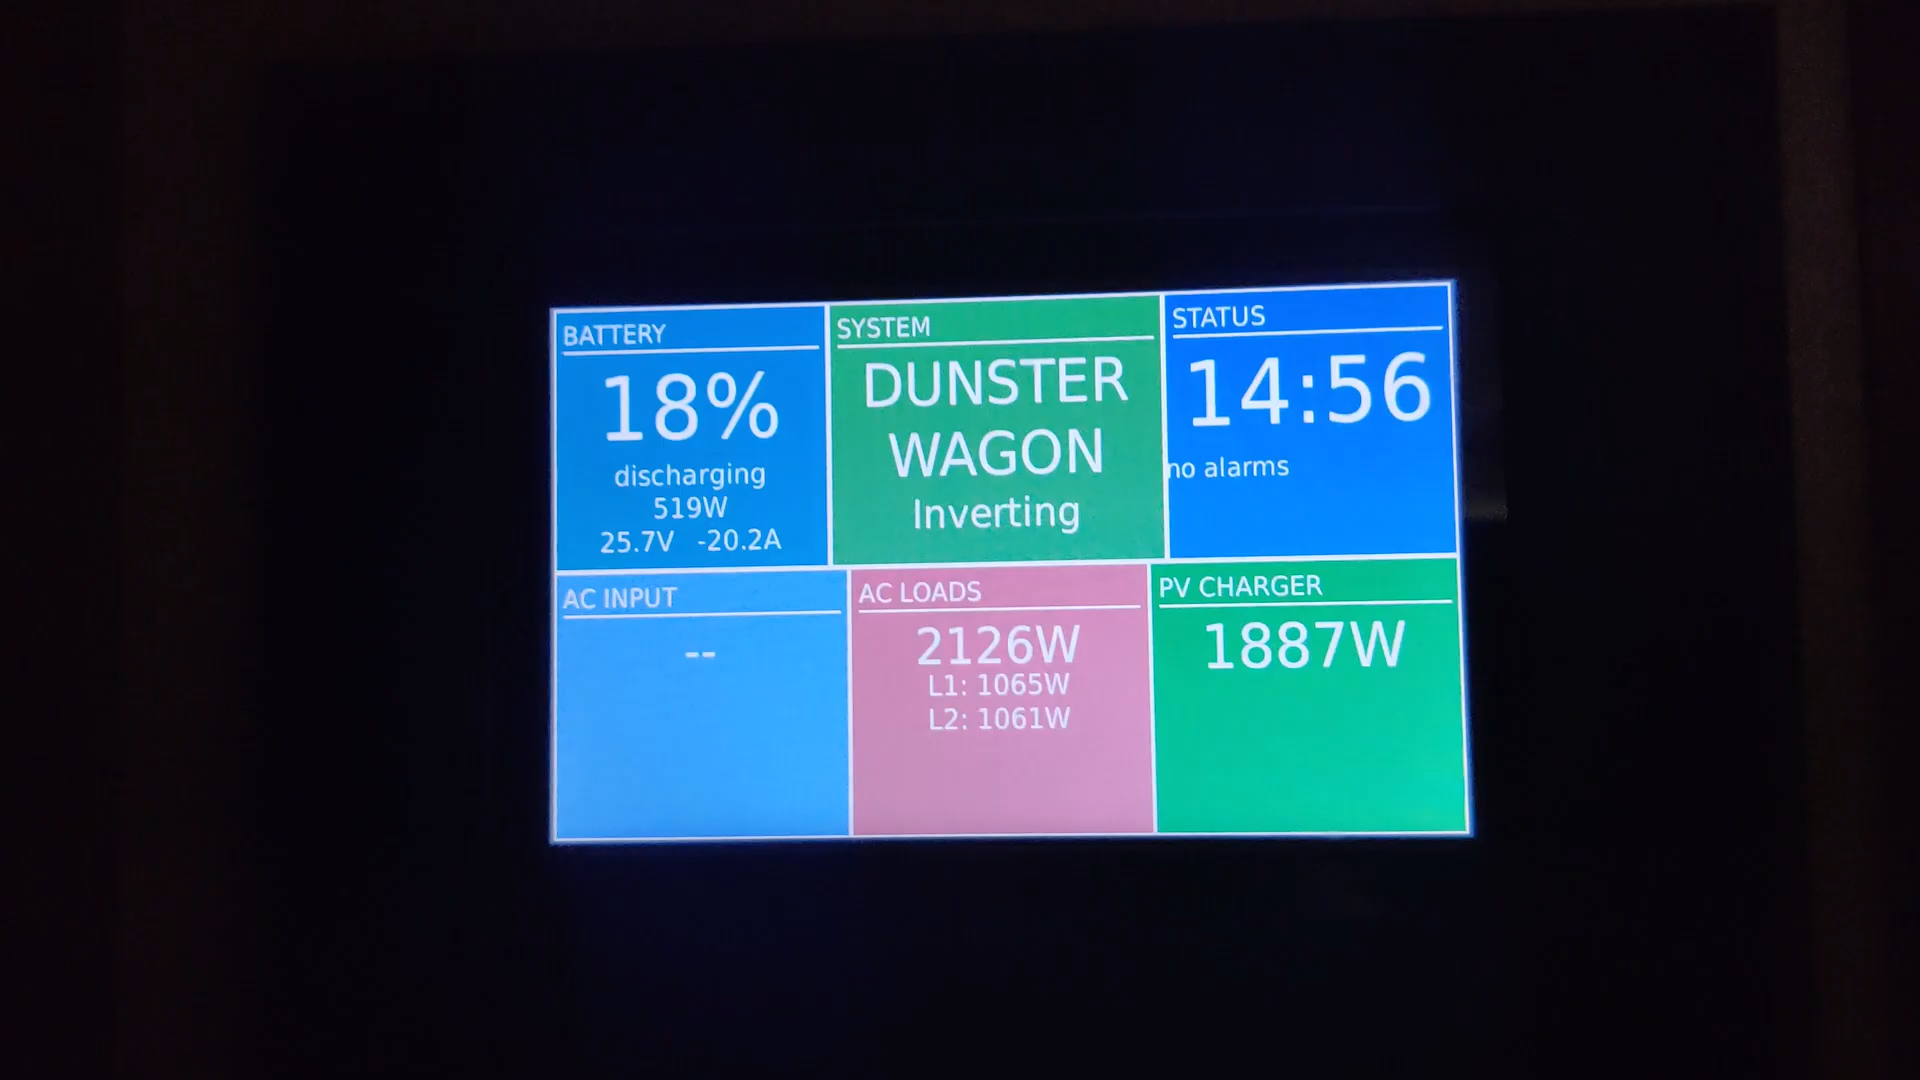 BATTERY
18%
discharging
519W
25.7V -20.2A
SYSTEM
DUNSTER
WAGON
Inverting
STATUS
14:56
no alarms
AC INPUT
--
AC LOADS
2126W
L1: 1065W
L2: 1061W
PV CHARGER
1887W